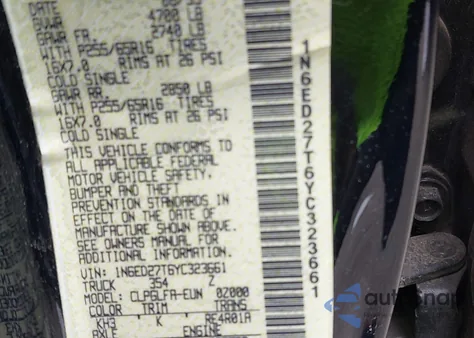 DATE
GVWR 4700 LB
GAWR FR. 2740 LB
WITH P255/65R16 TIRES
16X7.0 RIMS AT 26 PSI
COLD SINGLE
GAWR RR. 2850 LB
WITH P255/65R16 TIRES
16X7.0 RIMS AT 26 PSI
COLD SINGLE
THIS VEHICLE CONFORMS TO
ALL APPLICABLE FEDERAL
MOTOR VEHICLE SAFETY,
BUMPER AND THEFT
PREVENTION STANDARDS IN
EFFECT ON THE DATE OF
MANUFACTURE SHOWN ABOVE.
SEE OWNERS MANUAL FOR
ADDITIONAL INFORMATION.
VIN: 1N6ED27T6YC323661
TRUCK 354 Z
MODEL: CLPGLFA-EUN 02000
COLOR TRIM TRANS
KH3 K RE4R01A
AXLE ENGINE
1N6ED27T6YC323661